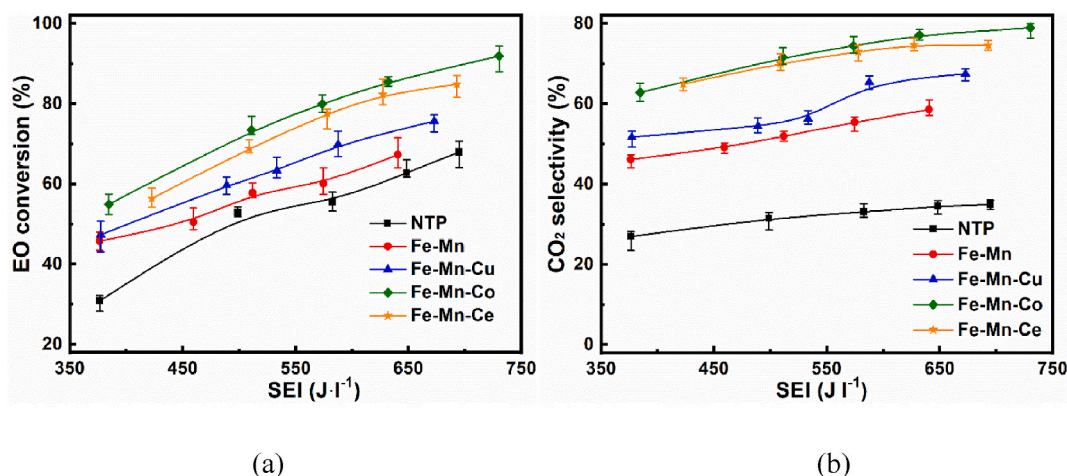 100
80
60
40
20
EO conversion (%)
350
450
550
650
750
SEI (J·l⁻¹)
NTP
Fe-Mn
Fe-Mn-Cu
Fe-Mn-Co
Fe-Mn-Ce
(a)
80
60
40
20
0
CO₂ selectivity (%)
350
450
550
650
750
SEI (J l⁻¹)
NTP
Fe-Mn
Fe-Mn-Cu
Fe-Mn-Co
Fe-Mn-Ce
(b)